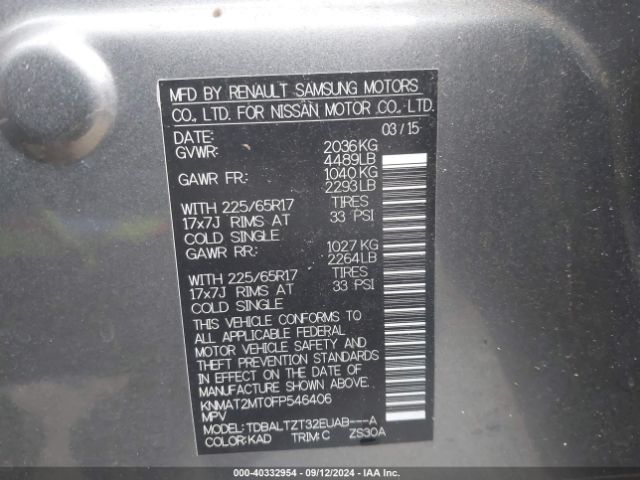 MFD BY RENAULT SAMSUNG MOTORS
CO., LTD. FOR NISSAN MOTOR CO., LTD.
DATE: 03/15
GVWR: 2036KG
4489LB
GAWR FR: 1040KG
2293LB
WITH 225/65R17 TIRES
17x7J RIMS AT 33 PSI
COLD SINGLE
GAWR RR: 1027 KG
2264LB
WITH 225/65R17 TIRES
17x7J RIMS AT 33 PSI
COLD SINGLE
THIS VEHICLE CONFORMS TO
ALL APPLICABLE FEDERAL
MOTOR VEHICLE SAFETY AND
THEFT PREVENTION STANDARDS
IN EFFECT ON THE DATE OF
MANUFACTURE SHOWN ABOVE.
KNMAT2MT0FP546406
MPV
MODEL: TDBALTZT32EUAB---A
COLOR: KAD TRIM: C ZS30A
000-40332954 - 09/12/2024 - IAA